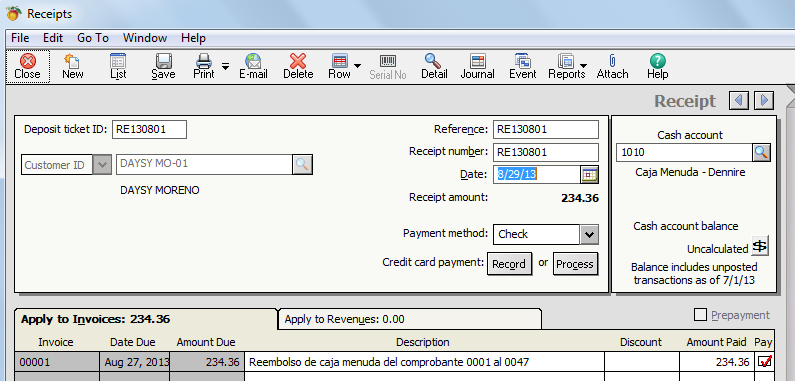 Receipts
File Edit Go To Window Help
Close New List Save Print E-mail Delete Row Serial No Detail Journal Event Reports Attach Help
Receipt
Deposit ticket ID: RE130801
Reference: RE130801
Cash account
Receipt number: RE130801
1010
Customer ID DAYSY MO-01
Date: 8/29/13
Caja Menuda - Dennire
DAYSY MORENO
Receipt amount: 234.36
Cash account balance
Payment method: Check
Uncalculated
Credit card payment: Record or Process
Balance includes unposted
transactions as of 7/1/13
Apply to Invoices: 234.36 Apply to Revenues: 0.00 Prepayment
Invoice Date Due Amount Due Description Discount Amount Paid Pay
00001 Aug 27, 2013 234.36 Reembolso de caja menuda del comprobante 0001 al 0047 234.36